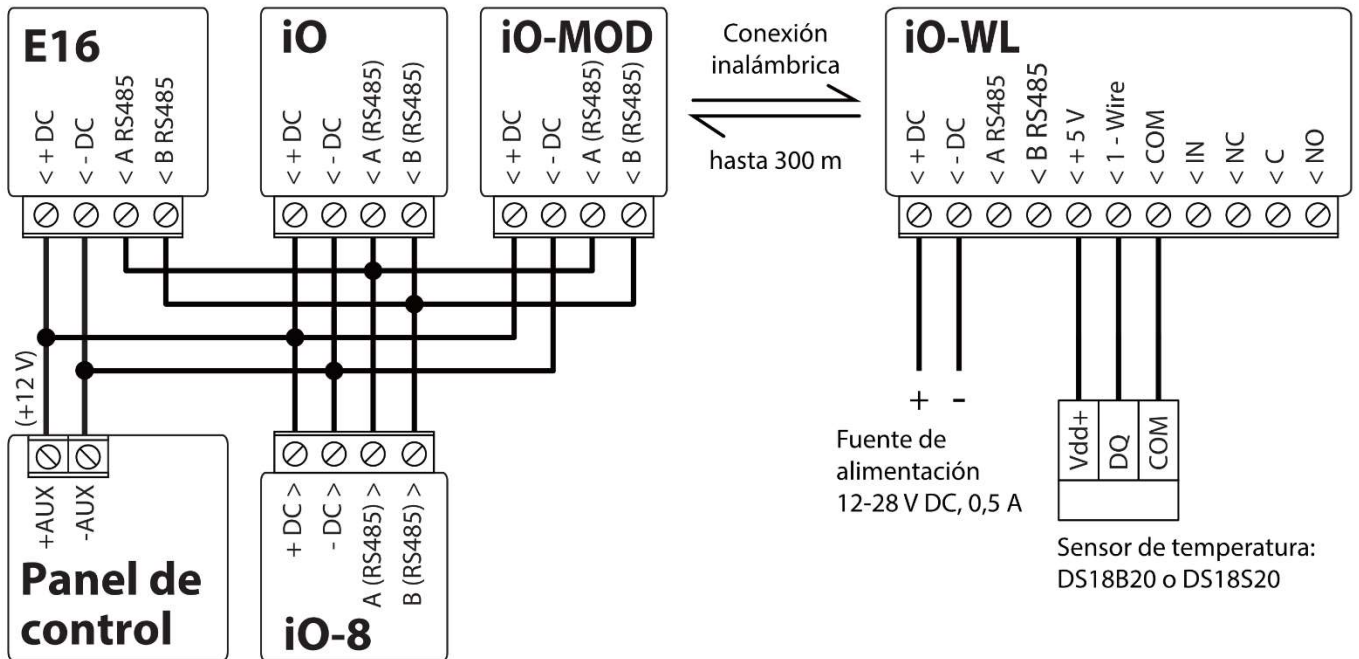 E16
< + DC
< - DC
< A RS485
< B RS485
iO
< + DC
< - DC
< A (RS485)
< B (RS485)
iO-MOD
< + DC
< - DC
< A (RS485)
< B (RS485)
Conexión
inalámbrica
hasta 300 m
iO-WL
< + DC
< - DC
< A RS485
< B RS485
< + 5 V
< 1 - Wire
< COM
< IN
< NC
< C
< NO
(+12 V)
+AUX
-AUX
Panel de
control
+ DC >
- DC >
A (RS485) >
B (RS485) >
iO-8
+ -
Fuente de
alimentación
12-28 V DC, 0,5 A
Vdd+
DQ
COM
Sensor de temperatura:
DS18B20 o DS18S20